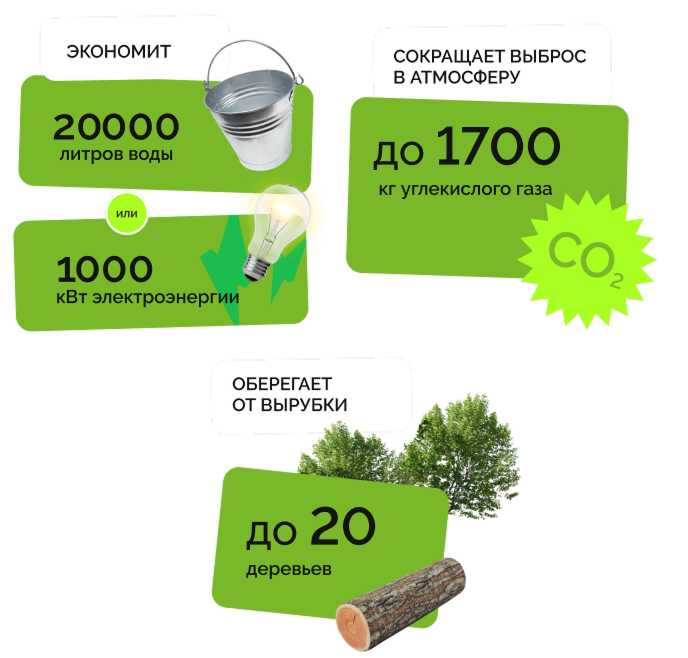 ЭКОНОМИТ
20000
литров воды
или
1000
кВт электроэнергии
СОКРАЩАЕТ ВЫБРОС
В АТМОСФЕРУ
до 1700
кг углекислого газа
CO2
ОБЕРЕГАЕТ
ОТ ВЫРУБКИ
до 20
деревьев